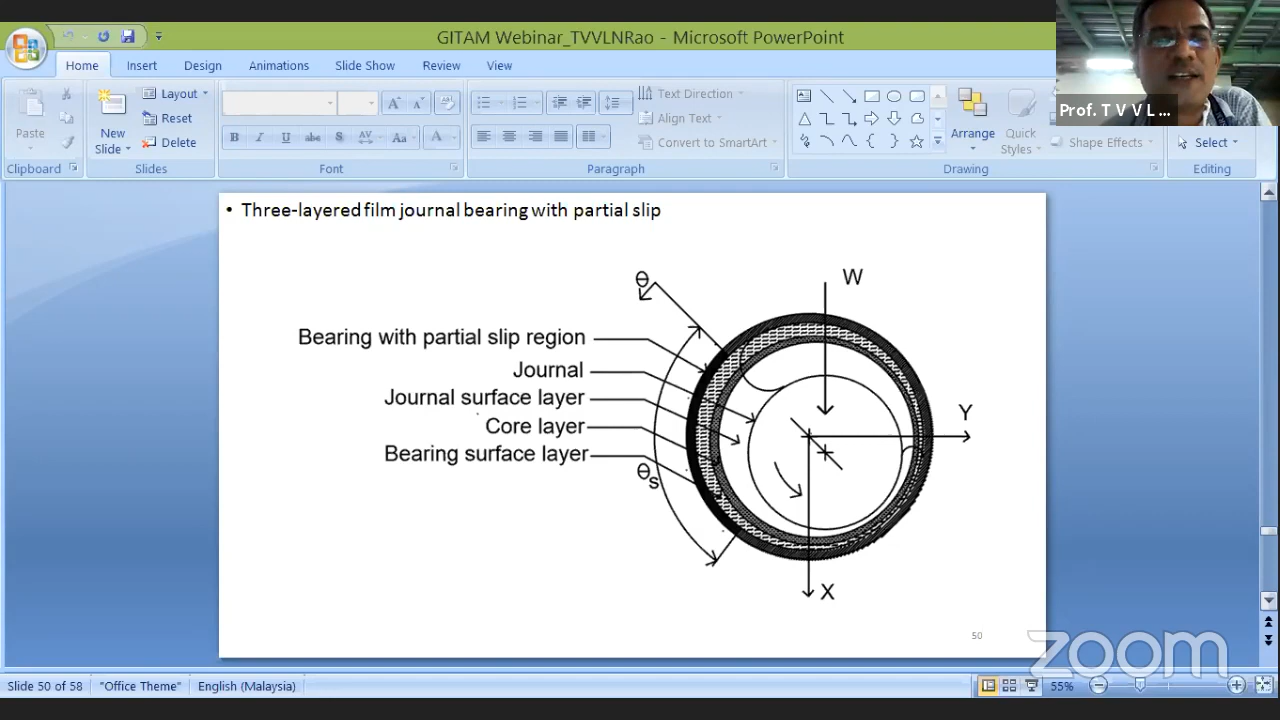 GITAM Webinar_TVVLNRao - Microsoft PowerPoint
Home Insert Design Animations Slide Show Review View
Prof. T V V L ...
Paste
New Slide
Layout
Reset
Delete
B I U abc S AV Aa A
A A
Text Direction
Align Text
Convert to SmartArt
Arrange
Quick Styles
Shape Effects
Select
Clipboard Slides Font Paragraph Drawing Editing
• Three-layered film journal bearing with partial slip
θ
W
Bearing with partial slip region
Journal
Journal surface layer
Core layer
Bearing surface layer
θs
Y
X
50
zoom
Slide 50 of 58 "Office Theme" English (Malaysia) 55%